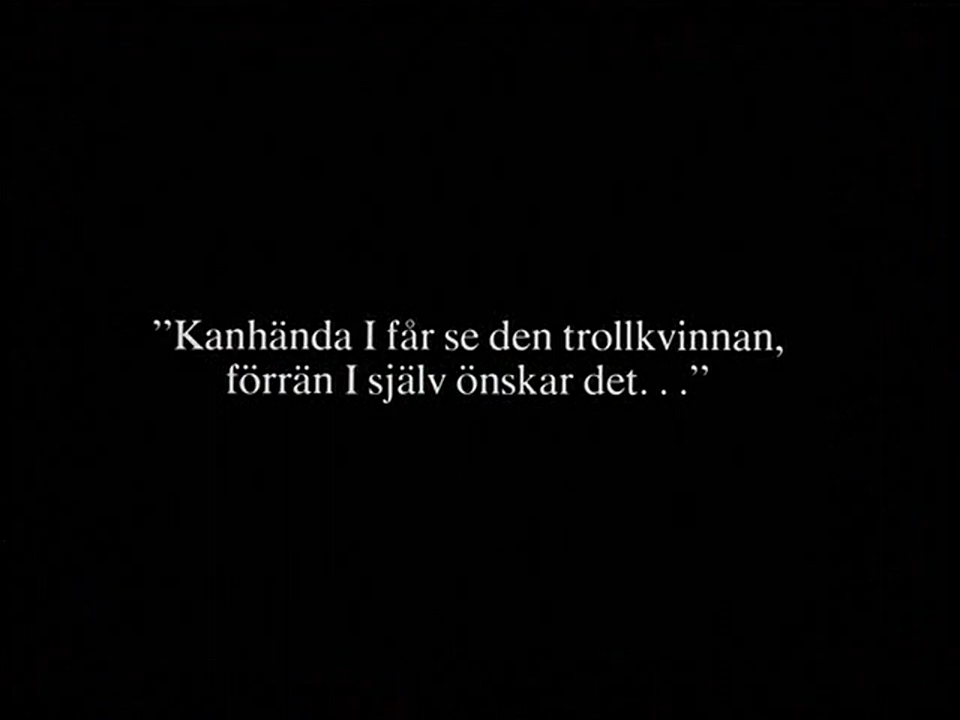 ”Kanhända I får se den trollkvinnan,
förrän I själv önskar det. . .”